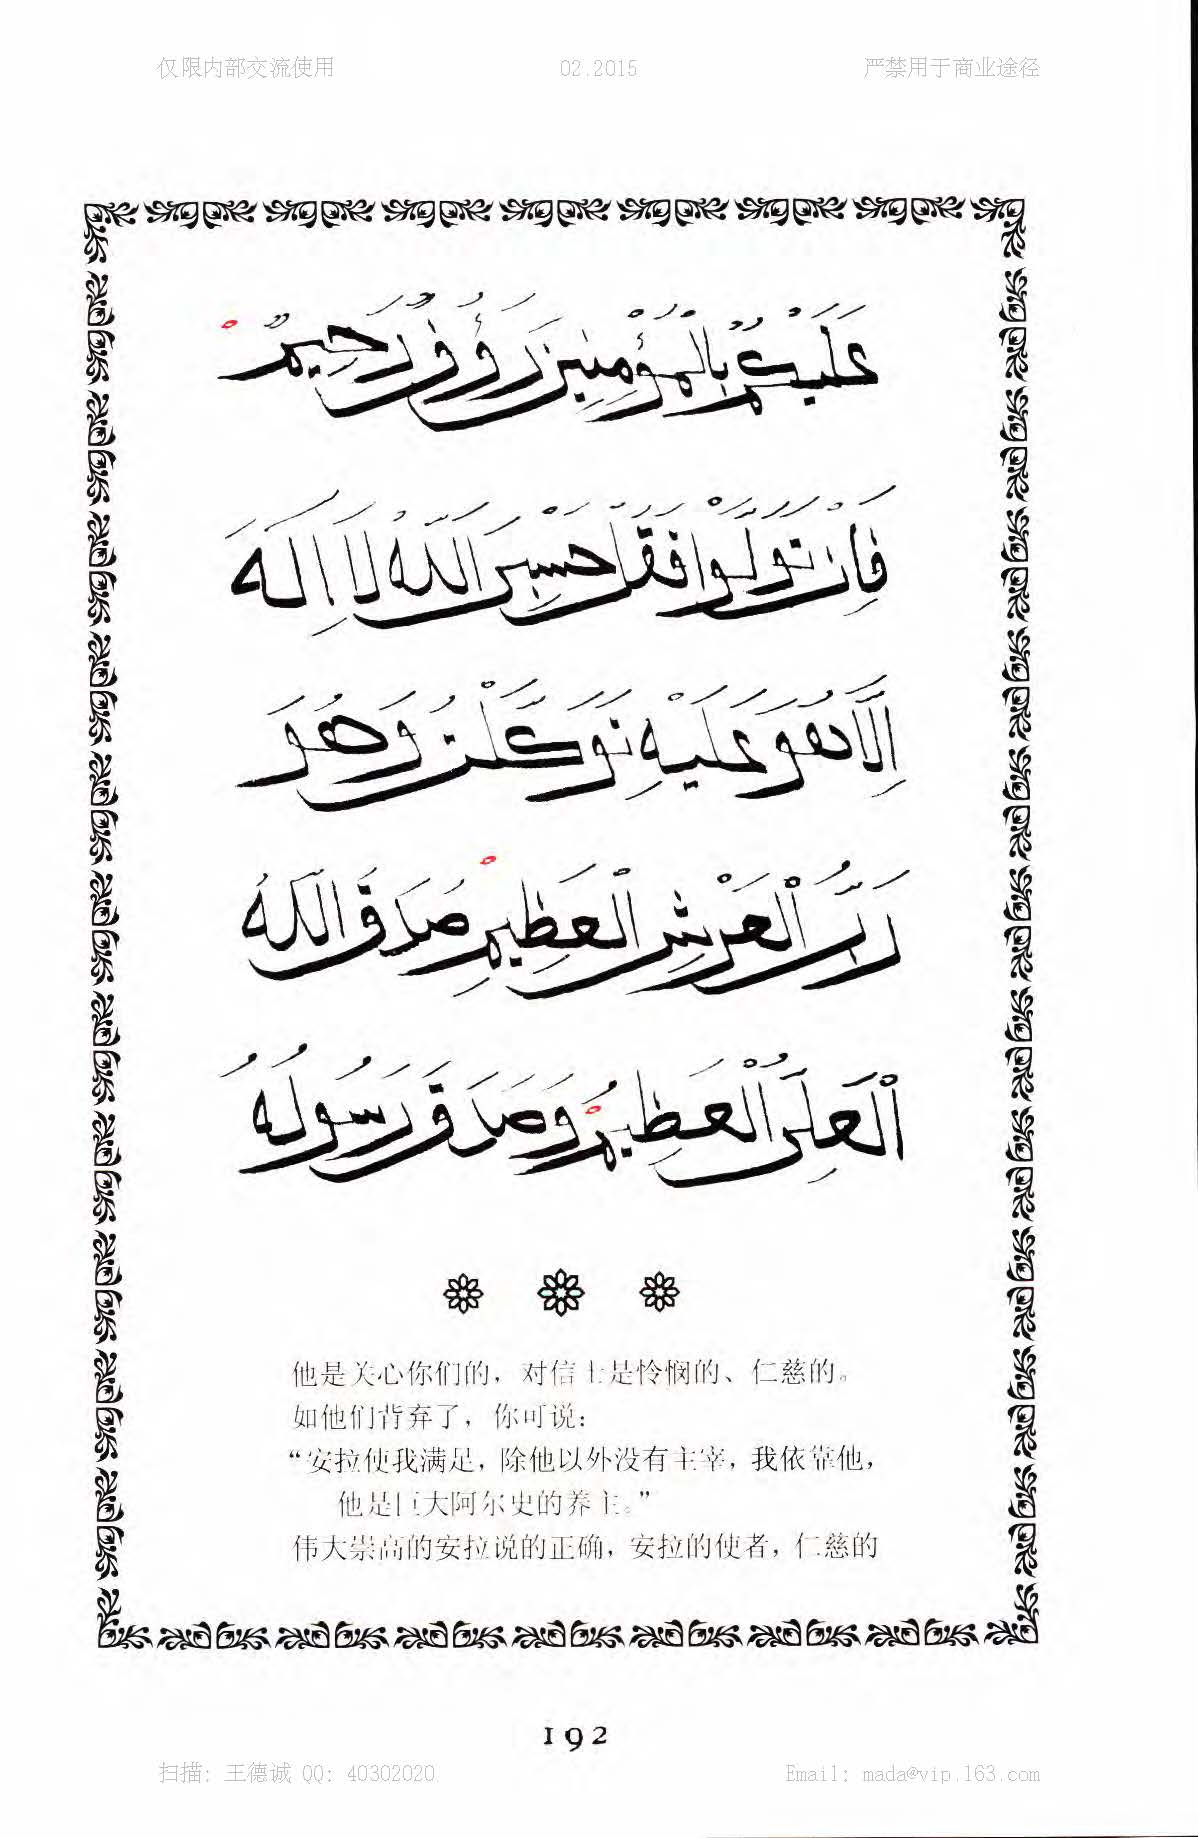 仅限内部交流使用 02.2015 严禁用于商业途径
عَلَيْكُمْ بِالْمُؤْمِنِينَ رَؤُفٌ رَحِيمٌ
فَاِنْ تَوَلَّوْا فَقُلْ حَسْبِىَ اللّٰهُ لَا اِلٰهَ
اِلَّا هُوَ عَلَيْهِ تَوَكَّلْتُ وَهُوَ
رَبُّ الْعَرْشِ الْعَظِيمِ صَدَقَ اللّٰهُ
الْعَلِىُّ الْعَظِيمُ وَصَدَقَ رَسُولُهُ
他是关心你们的，对信士是怜悯的、仁慈的。
如他们背弃了，你可说：
“安拉使我满足，除他以外没有主宰，我依靠他，
他是巨大阿尔史的养主。”
伟大崇高的安拉说的正确，安拉的使者，仁慈的
192
扫描: 王德诚 QQ: 40302020 Email: mada@vip.163.com